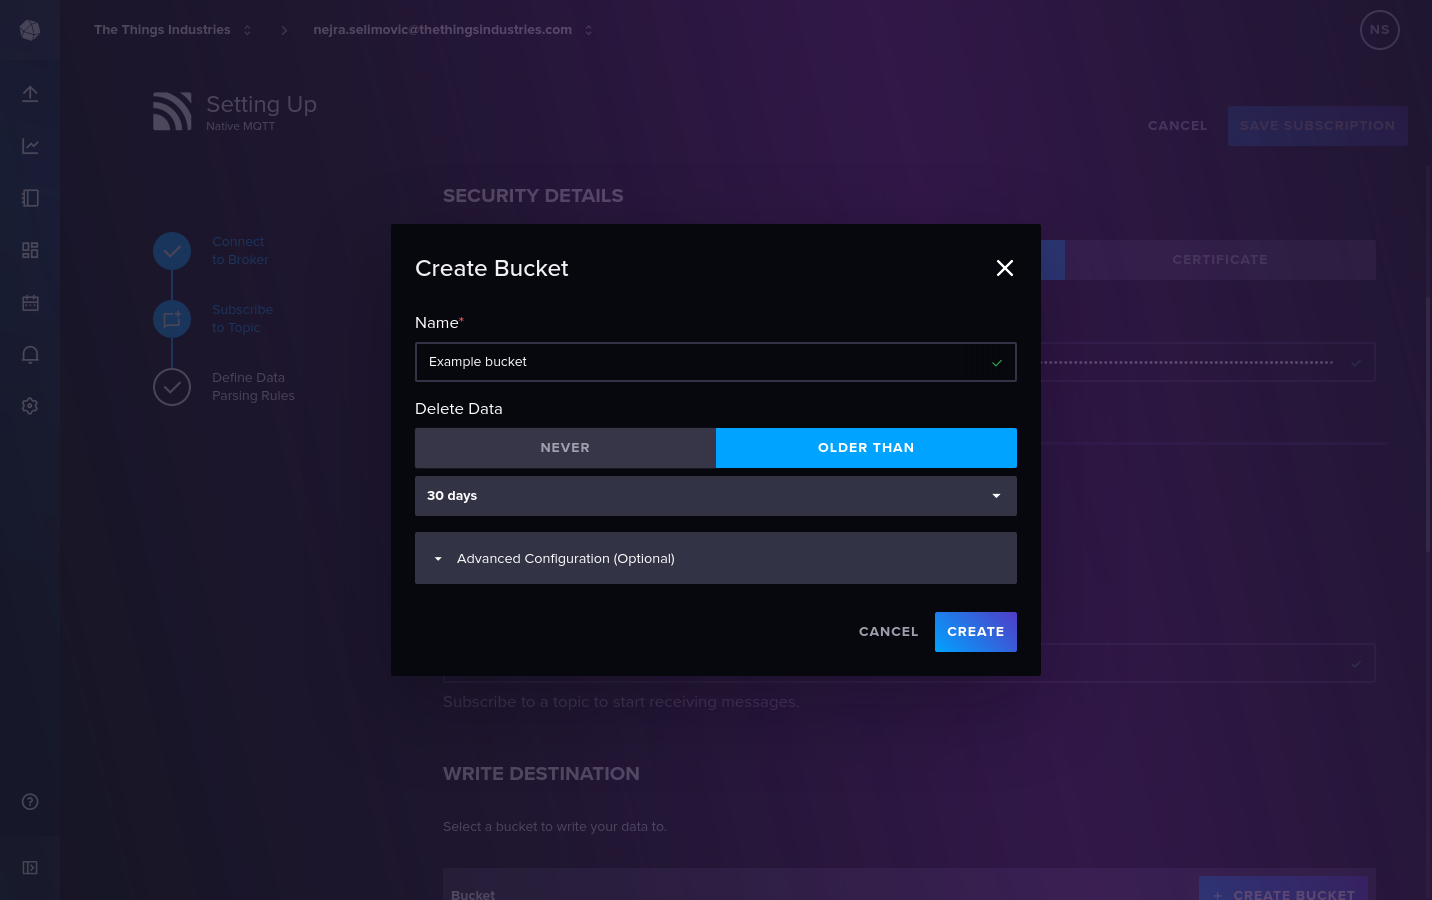 The Things Industries
nejra.selimovic@thethingsindustries.com
NS
Setting Up
Native MQTT
CANCEL
SAVE SUBSCRIPTION
SECURITY DETAILS
CERTIFICATE
Connect
to Broker
Subscribe
to Topic
Define Data
Parsing Rules
Create Bucket
Name*
Example bucket
Delete Data
NEVER
OLDER THAN
30 days
Advanced Configuration (Optional)
CANCEL
CREATE
Subscribe to a topic to start receiving messages.
WRITE DESTINATION
Select a bucket to write your data to.
Bucket
+ CREATE BUCKET